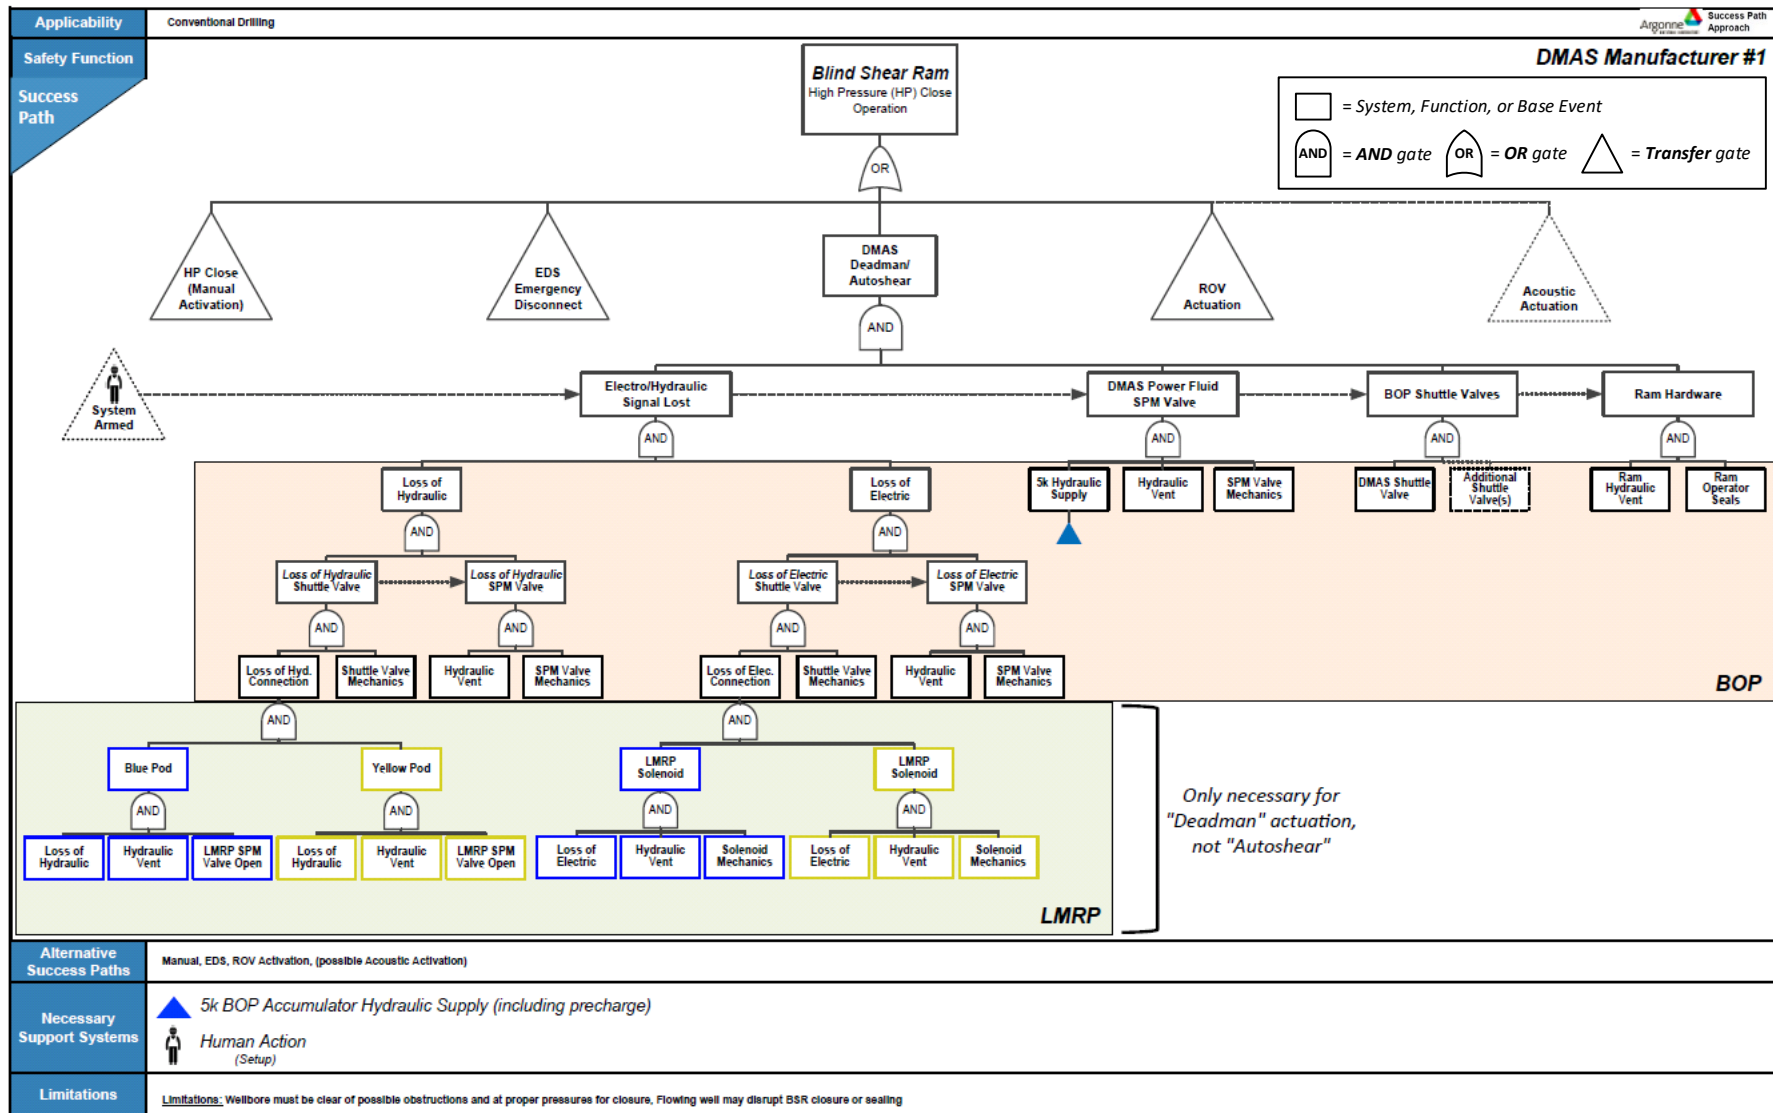 Applicability
Conventional Drilling
Argonne
Success Path
Approach
Safety Function
Success
Path
DMAS Manufacturer #1
Blind Shear Ram
High Pressure (HP) Close
Operation
= System, Function, or Base Event
AND
= AND gate
OR
= OR gate
= Transfer gate
OR
HP Close
(Manual
Activation)
EDS
Emergency
Disconnect
DMAS
Deadman/
Autoshear
ROV
Actuation
Acoustic
Actuation
AND
System
Armed
Electro/Hydraulic
Signal Lost
DMAS Power Fluid
SPM Valve
BOP Shuttle Valves
Ram Hardware
AND
AND
AND
AND
Loss of
Hydraulic
Loss of
Electric
5k Hydraulic
Supply
Hydraulic
Vent
SPM Valve
Mechanics
DMAS Shuttle
Valve
Additional
Shuttle
Valve(s)
Ram
Hydraulic
Vent
Ram
Operator
Seals
AND
AND
Loss of Hydraulic
Shuttle Valve
Loss of Hydraulic
SPM Valve
Loss of Electric
Shuttle Valve
Loss of Electric
SPM Valve
AND
AND
AND
AND
Loss of Hyd.
Connection
Shuttle Valve
Mechanics
Hydraulic
Vent
SPM Valve
Mechanics
Loss of Elec.
Connection
Shuttle Valve
Mechanics
Hydraulic
Vent
SPM Valve
Mechanics
BOP
AND
AND
Blue Pod
Yellow Pod
LMRP
Solenoid
LMRP
Solenoid
AND
AND
AND
AND
Loss of
Hydraulic
Hydraulic
Vent
LMRP SPM
Valve Open
Loss of
Hydraulic
Hydraulic
Vent
LMRP SPM
Valve Open
Loss of
Electric
Hydraulic
Vent
Solenoid
Mechanics
Loss of
Electric
Hydraulic
Vent
Solenoid
Mechanics
LMRP
Only necessary for
"Deadman" actuation,
not "Autoshear"
Alternative
Success Paths
Manual, EDS, ROV Activation, (possible Acoustic Activation)
Necessary
Support Systems
5k BOP Accumulator Hydraulic Supply (including precharge)
Human Action
(Setup)
Limitations
Limitations: Wellbore must be clear of possible obstructions and at proper pressures for closure, Flowing well may disrupt BSR closure or sealing